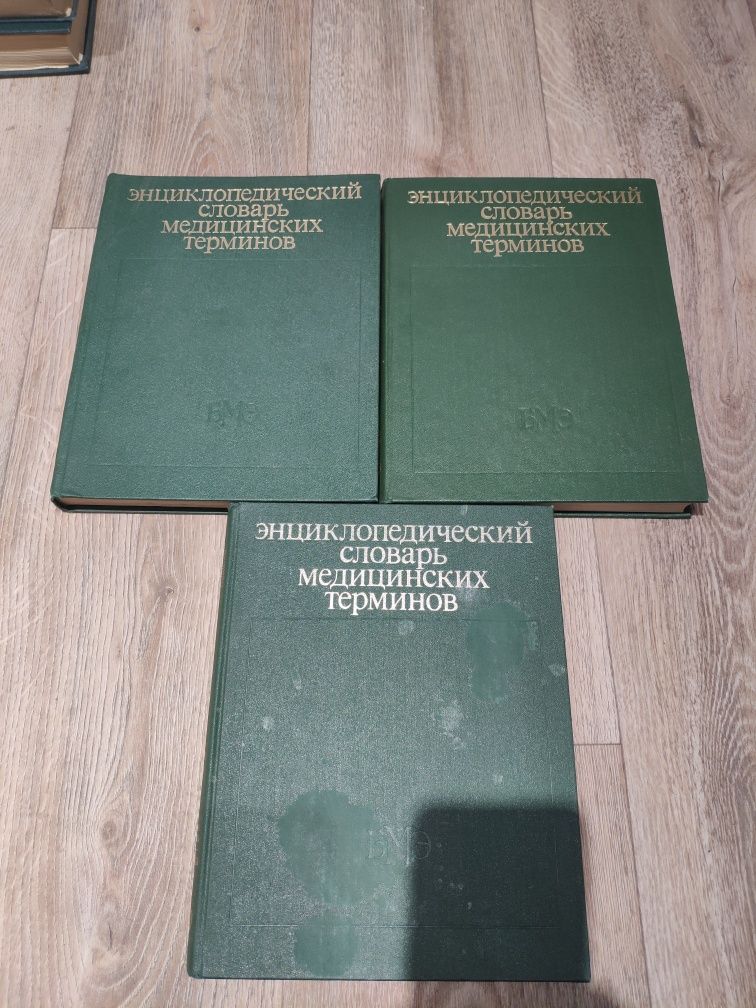 энциклопедический
словарь
медицинских
терминов
БМЭ
энциклопедический
словарь
медицинских
терминов
БМЭ
энциклопедический
словарь
медицинских
терминов
БМЭ